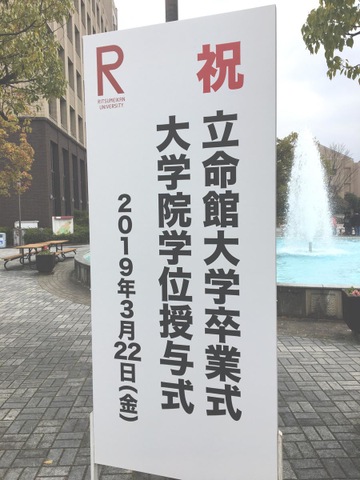 R
RITSUMEIKAN
UNIVERSITY
祝
立命館大学卒業式
大学院学位授与式
2019年3月22日(金)